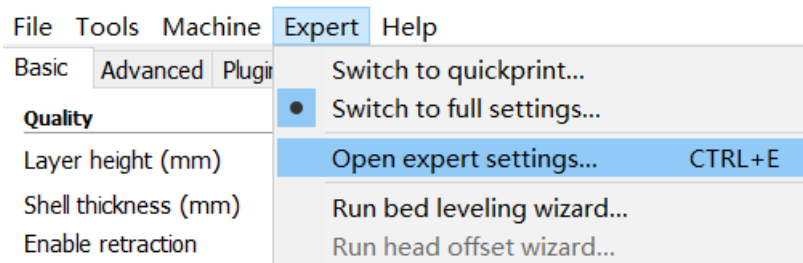 File Tools Machine Expert Help
Basic Advanced Plugin
Switch to quickprint...
Quality
Switch to full settings...
Layer height (mm)
Open expert settings... CTRL+E
Shell thickness (mm)
Run bed leveling wizard...
Enable retraction
Run head offset wizard...